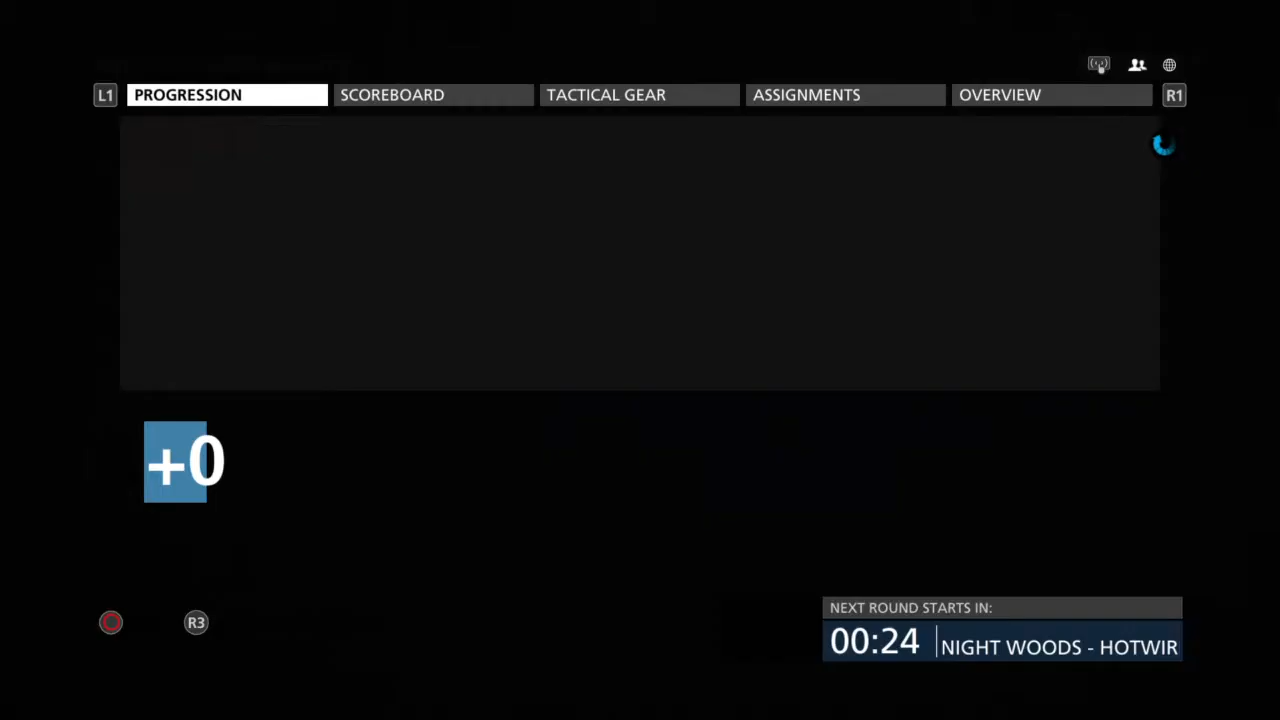 L1 PROGRESSION SCOREBOARD TACTICAL GEAR ASSIGNMENTS OVERVIEW R1
+0
R3
NEXT ROUND STARTS IN:
00:24 NIGHT WOODS - HOTWIR